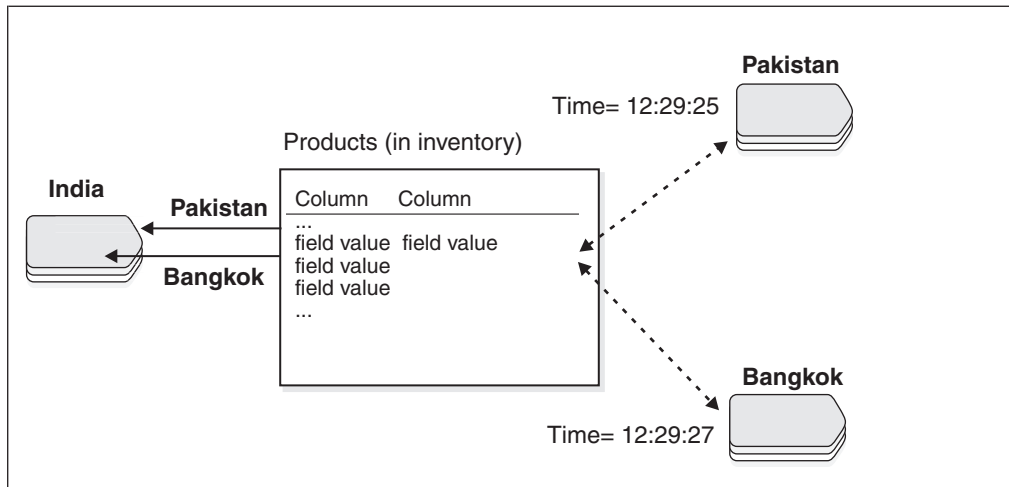 Pakistan
Time= 12:29:25
Products (in inventory)
India
Pakistan
Column Column
...
field value field value
Bangkok
field value
field value
...
Bangkok
Time= 12:29:27